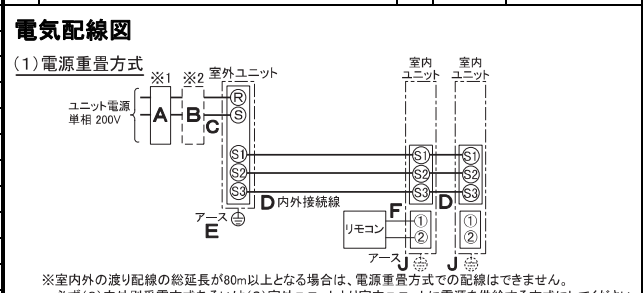 電気配線図
(1)電源重畳方式
※1 ※2 室外ユニット
室内
ユニット
室内
ユニット
ユニット電源
単相 200V
A
B
C
R
S
S1
S2
S3
S1
S2
S3
S1
S2
S3
D 内外接続線
D
アース
E
リモコン
F
①
②
①
②
アース J
J
※室内外の渡り配線の総延長が80m以上となる場合は、電源重畳方式での配線はできません。